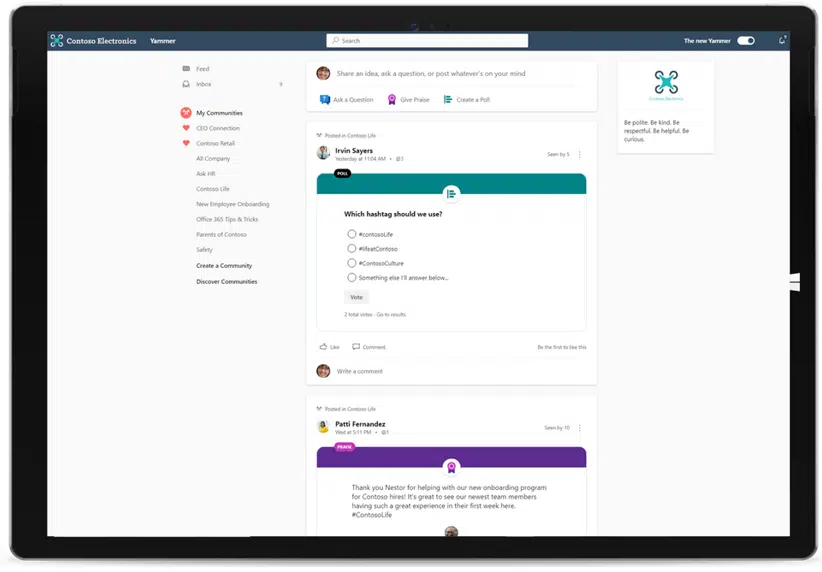 Contoso Electronics
Yammer
Search
The new Yammer
Feed
Inbox
9
My Communities
CEO Connection
Contoso Retail
All Company
Ask HR
Contoso Life
New Employee Onboarding
Office 365 Tips & Tricks
Parents of Contoso
Safety
Create a Community
Discover Communities
Share an idea, ask a question, or post whatever's on your mind
Ask a Question
Give Praise
Create a Poll
Posted in Contoso Life
Irvin Sayers
Yesterday at 11:04 AM
Seen by 5
POLL
Which hashtag should we use?
#contosoLife
#lifeatContoso
#ContosoCulture
Something else I'll answer below...
Vote
2 total votes · Go to results
Like
Comment
Be the first to like this
Write a comment
Posted in Contoso Life
Patti Fernandez
Wed at 5:11 PM
Seen by 10
PRAISE
Thank you Nestor for helping with our new onboarding program
for Contoso hires! It's great to see our newest team members
having such a great experience in their first week here.
#ContosoLife
Contoso Electronics
Be polite. Be kind. Be
respectful. Be helpful. Be
curious.